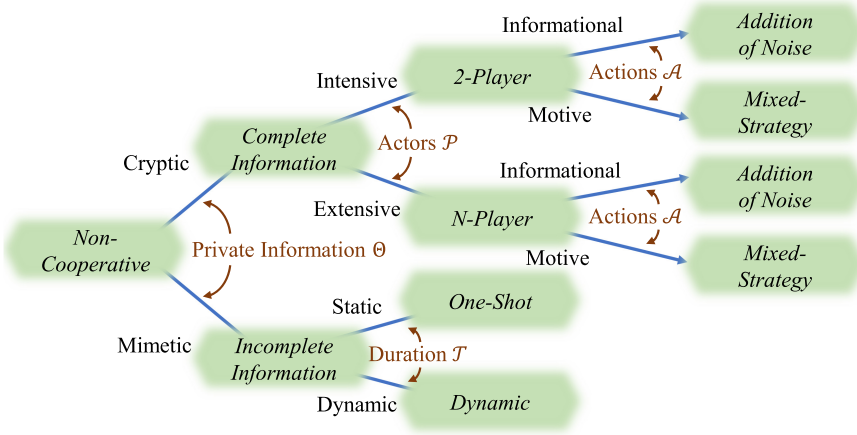 Informational
Addition
of Noise
Intensive
2-Player
Actions 𝒜
Motive
Mixed-
Strategy
Cryptic
Complete
Information
Actors 𝒫
Informational
Addition
of Noise
Extensive
N-Player
Actions 𝒜
Motive
Mixed-
Strategy
Non-
Cooperative
Private Information Θ
Static
One-Shot
Mimetic
Incomplete
Information
Duration 𝒯
Dynamic
Dynamic